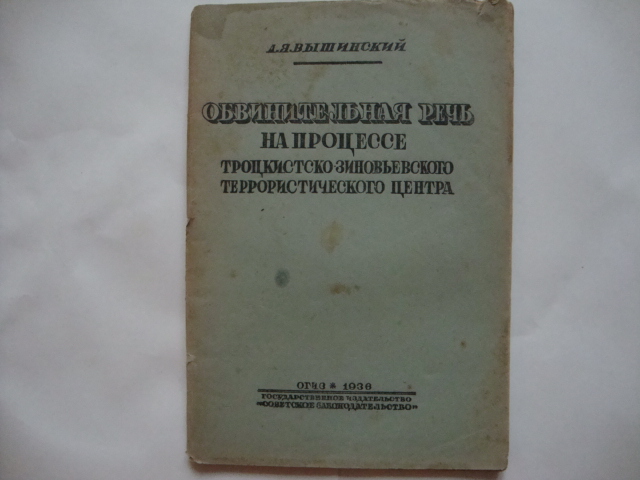 А.Я.ВЫШИНСКИЙ
ОБВИНИТЕЛЬНАЯ РЕЧЬ
НА ПРОЦЕССЕ
ТРОЦКИСТСКО-ЗИНОВЬЕВСКОГО
ТЕРРОРИСТИЧЕСКОГО ЦЕНТРА
ОГИЗ * 1936
ГОСУДАРСТВЕННОЕ ИЗДАТЕЛЬСТВО
"СОВЕТСКОЕ ЗАКОНОДАТЕЛЬСТВО"